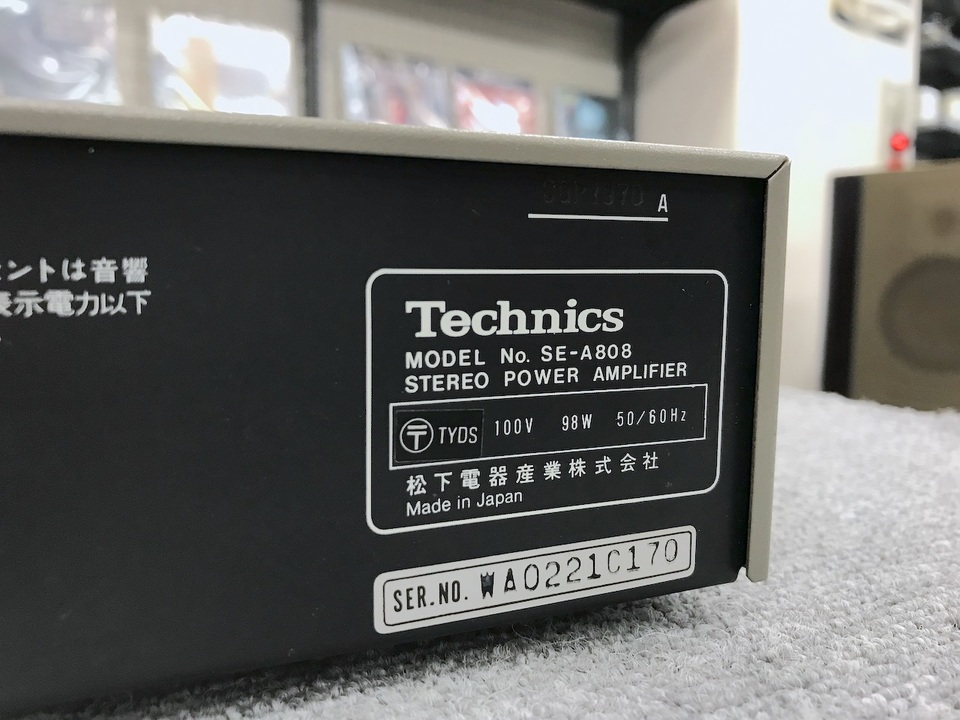 A
ントは音響
表示電力以下
Technics
MODEL No. SE-A808
STEREO POWER AMPLIFIER
TYDS 100V 98W 50/60Hz
松下電器産業株式会社
Made in Japan
SER.NO. WA0221C170